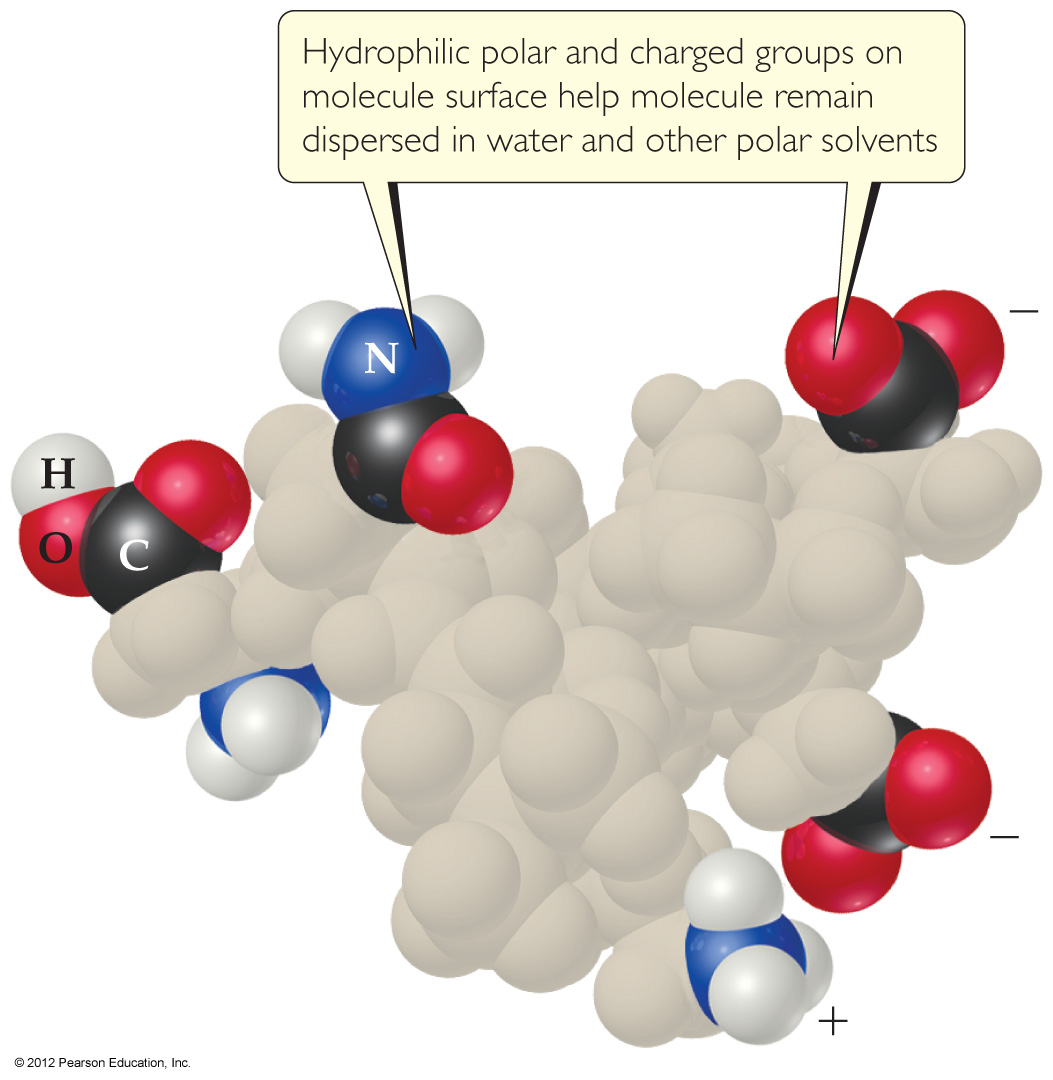 Hydrophilic polar and charged groups on
molecule surface help molecule remain
dispersed in water and other polar solvents
−
N
H
O
C
−
+
© 2012 Pearson Education, Inc.